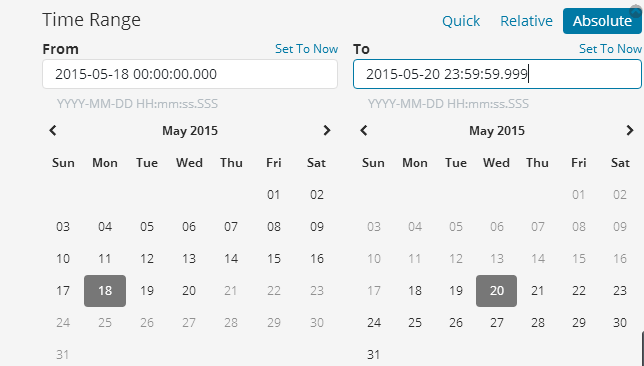 Time Range Quick Relative Absolute
From Set To Now To Set To Now
2015-05-18 00:00:00.000 2015-05-20 23:59:59.999
YYYY-MM-DD HH:mm:ss.SSS YYYY-MM-DD HH:mm:ss.SSS
May 2015 May 2015
Sun Mon Tue Wed Thu Fri Sat Sun Mon Tue Wed Thu Fri Sat
01 02 01 02
03 04 05 06 07 08 09 03 04 05 06 07 08 09
10 11 12 13 14 15 16 10 11 12 13 14 15 16
17 18 19 20 21 22 23 17 18 19 20 21 22 23
24 25 26 27 28 29 30 24 25 26 27 28 29 30
31 31